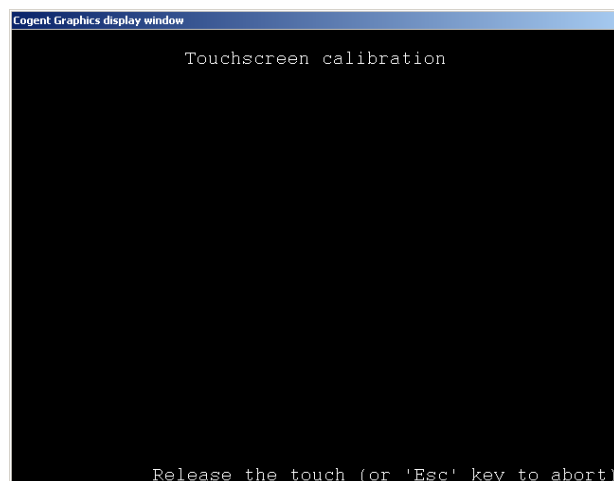 Cogent Graphics display window
Touchscreen calibration
Release the touch (or 'Esc' key to abort)